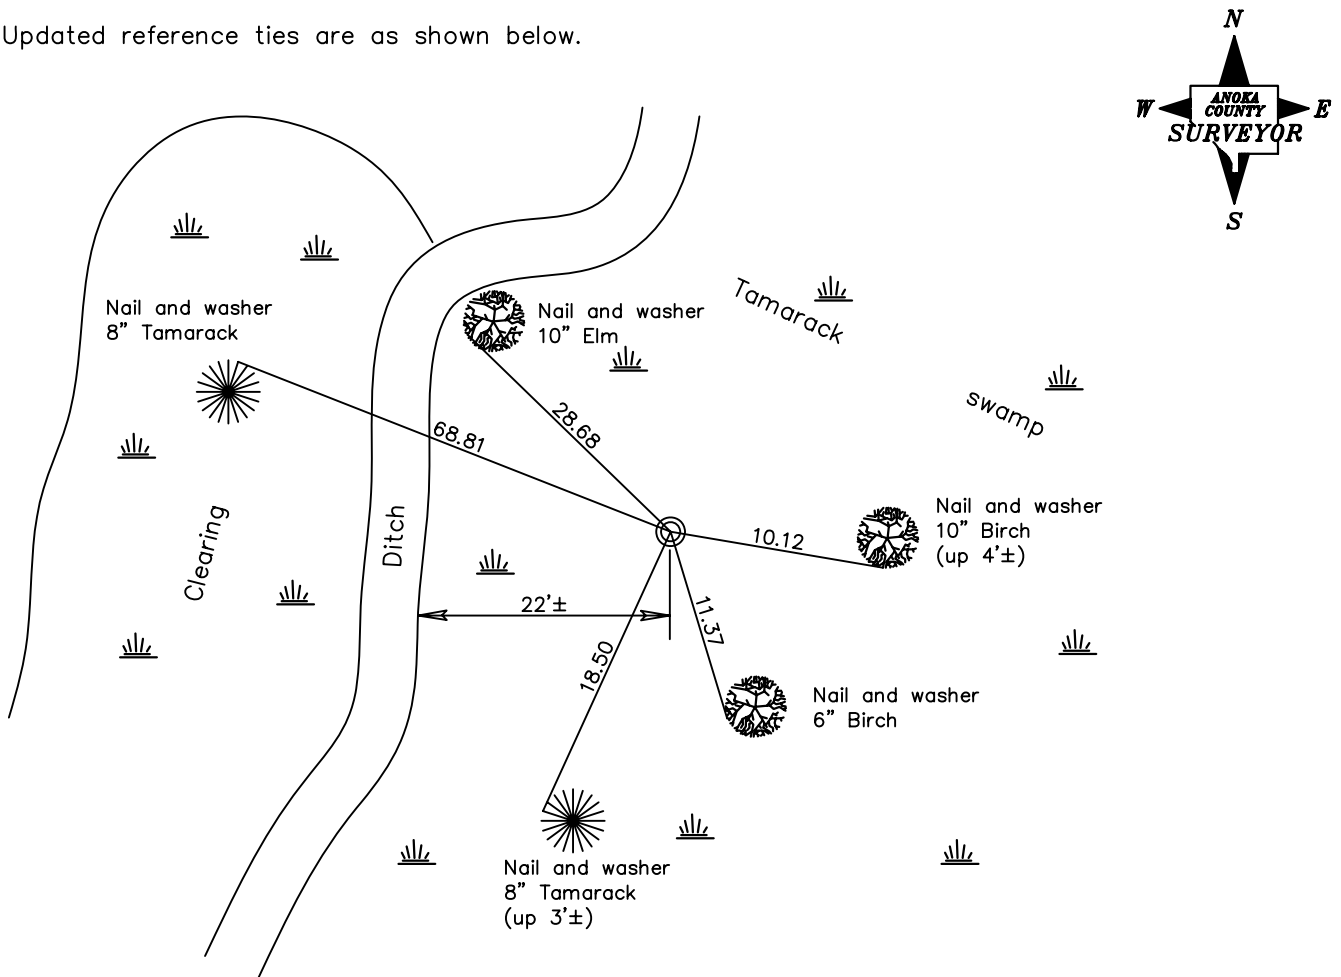 Updated reference ties are as shown below.
N
W
ANOKA
COUNTY
SURVEYOR
E
S
Nail and washer
8” Tamarack
Nail and washer
10” Elm
Tamarack
swamp
28.68
68.81
Clearing
Ditch
10.12
Nail and washer
10” Birch
(up 4'±)
22'±
11.37
18.50
Nail and washer
6” Birch
Nail and washer
8” Tamarack
(up 3'±)